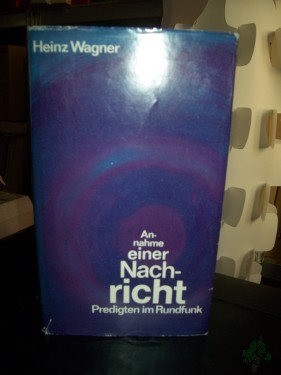 Heinz Wagner
An-
nahme
einer
Nach-
richt
Predigten im Rundfunk